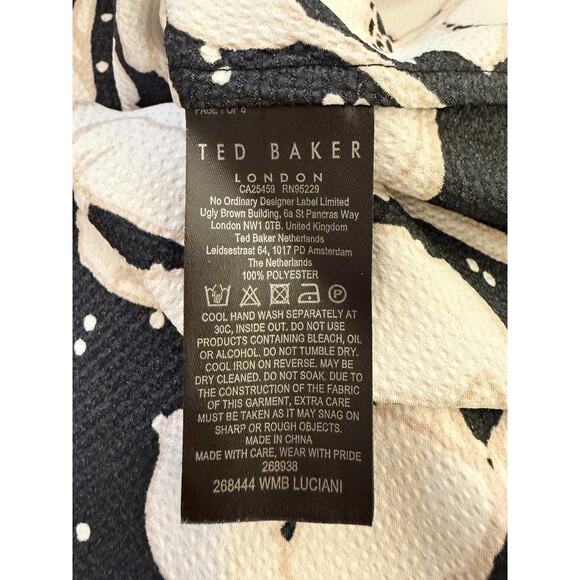 PAGE 1 OF 8
TED BAKER
LONDON
CA25459 RN95229
No Ordinary Designer Label Limited
Ugly Brown Building, 6a St Pancras Way
London NW1 0TB. United Kingdom
Ted Baker Netherlands
Leidsestraat 64, 1017 PD Amsterdam
The Netherlands
100% POLYESTER
P
COOL HAND WASH SEPARATELY AT
30C, INSIDE OUT. DO NOT USE
PRODUCTS CONTAINING BLEACH, OIL
OR ALCOHOL. DO NOT TUMBLE DRY.
COOL IRON ON REVERSE. MAY BE
DRY CLEANED. DO NOT SOAK. DUE TO
THE CONSTRUCTION OF THE FABRIC
OF THIS GARMENT, EXTRA CARE
MUST BE TAKEN AS IT MAY SNAG ON
SHARP OR ROUGH OBJECTS.
MADE IN CHINA
MADE WITH CARE, WEAR WITH PRIDE
268938
268444 WMB LUCIANI